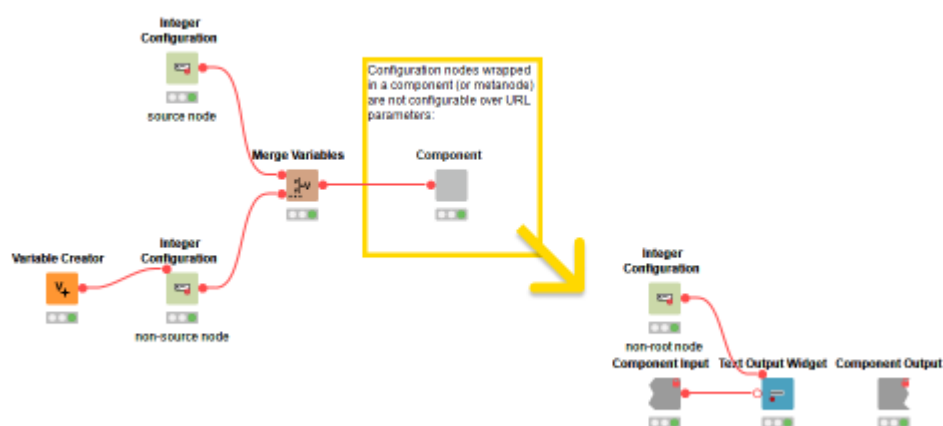 Integer
Configuration
source node
Configuration nodes wrapped
in a component (or metanode)
are not configurable over URL
parameters:
Merge Variables
Component
V
Variable Creator
Integer
Configuration
V+
non-source node
Integer
Configuration
non-root node
Component Input
Text Output Widget
Component Output